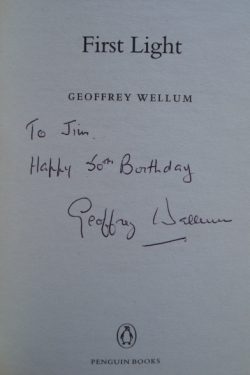 First Light
GEOFFREY WELLUM
To Jim.
Happy 50th Birthday
Geoffrey Wellum
PENGUIN BOOKS